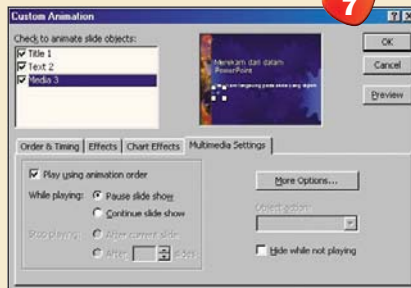 7
Custom Animation
Check to animate slide objects:
Title 1
Text 2
Media 3
Merekam dari dalam
PowerPoint
OK
Cancel
Preview
Order & Timing
Effects
Chart Effects
Multimedia Settings
Play using animation order
While playing:
Pause slide show
Continue slide show
Stop playing:
After current slide
After
slides
More Options...
Object action:
Hide while not playing